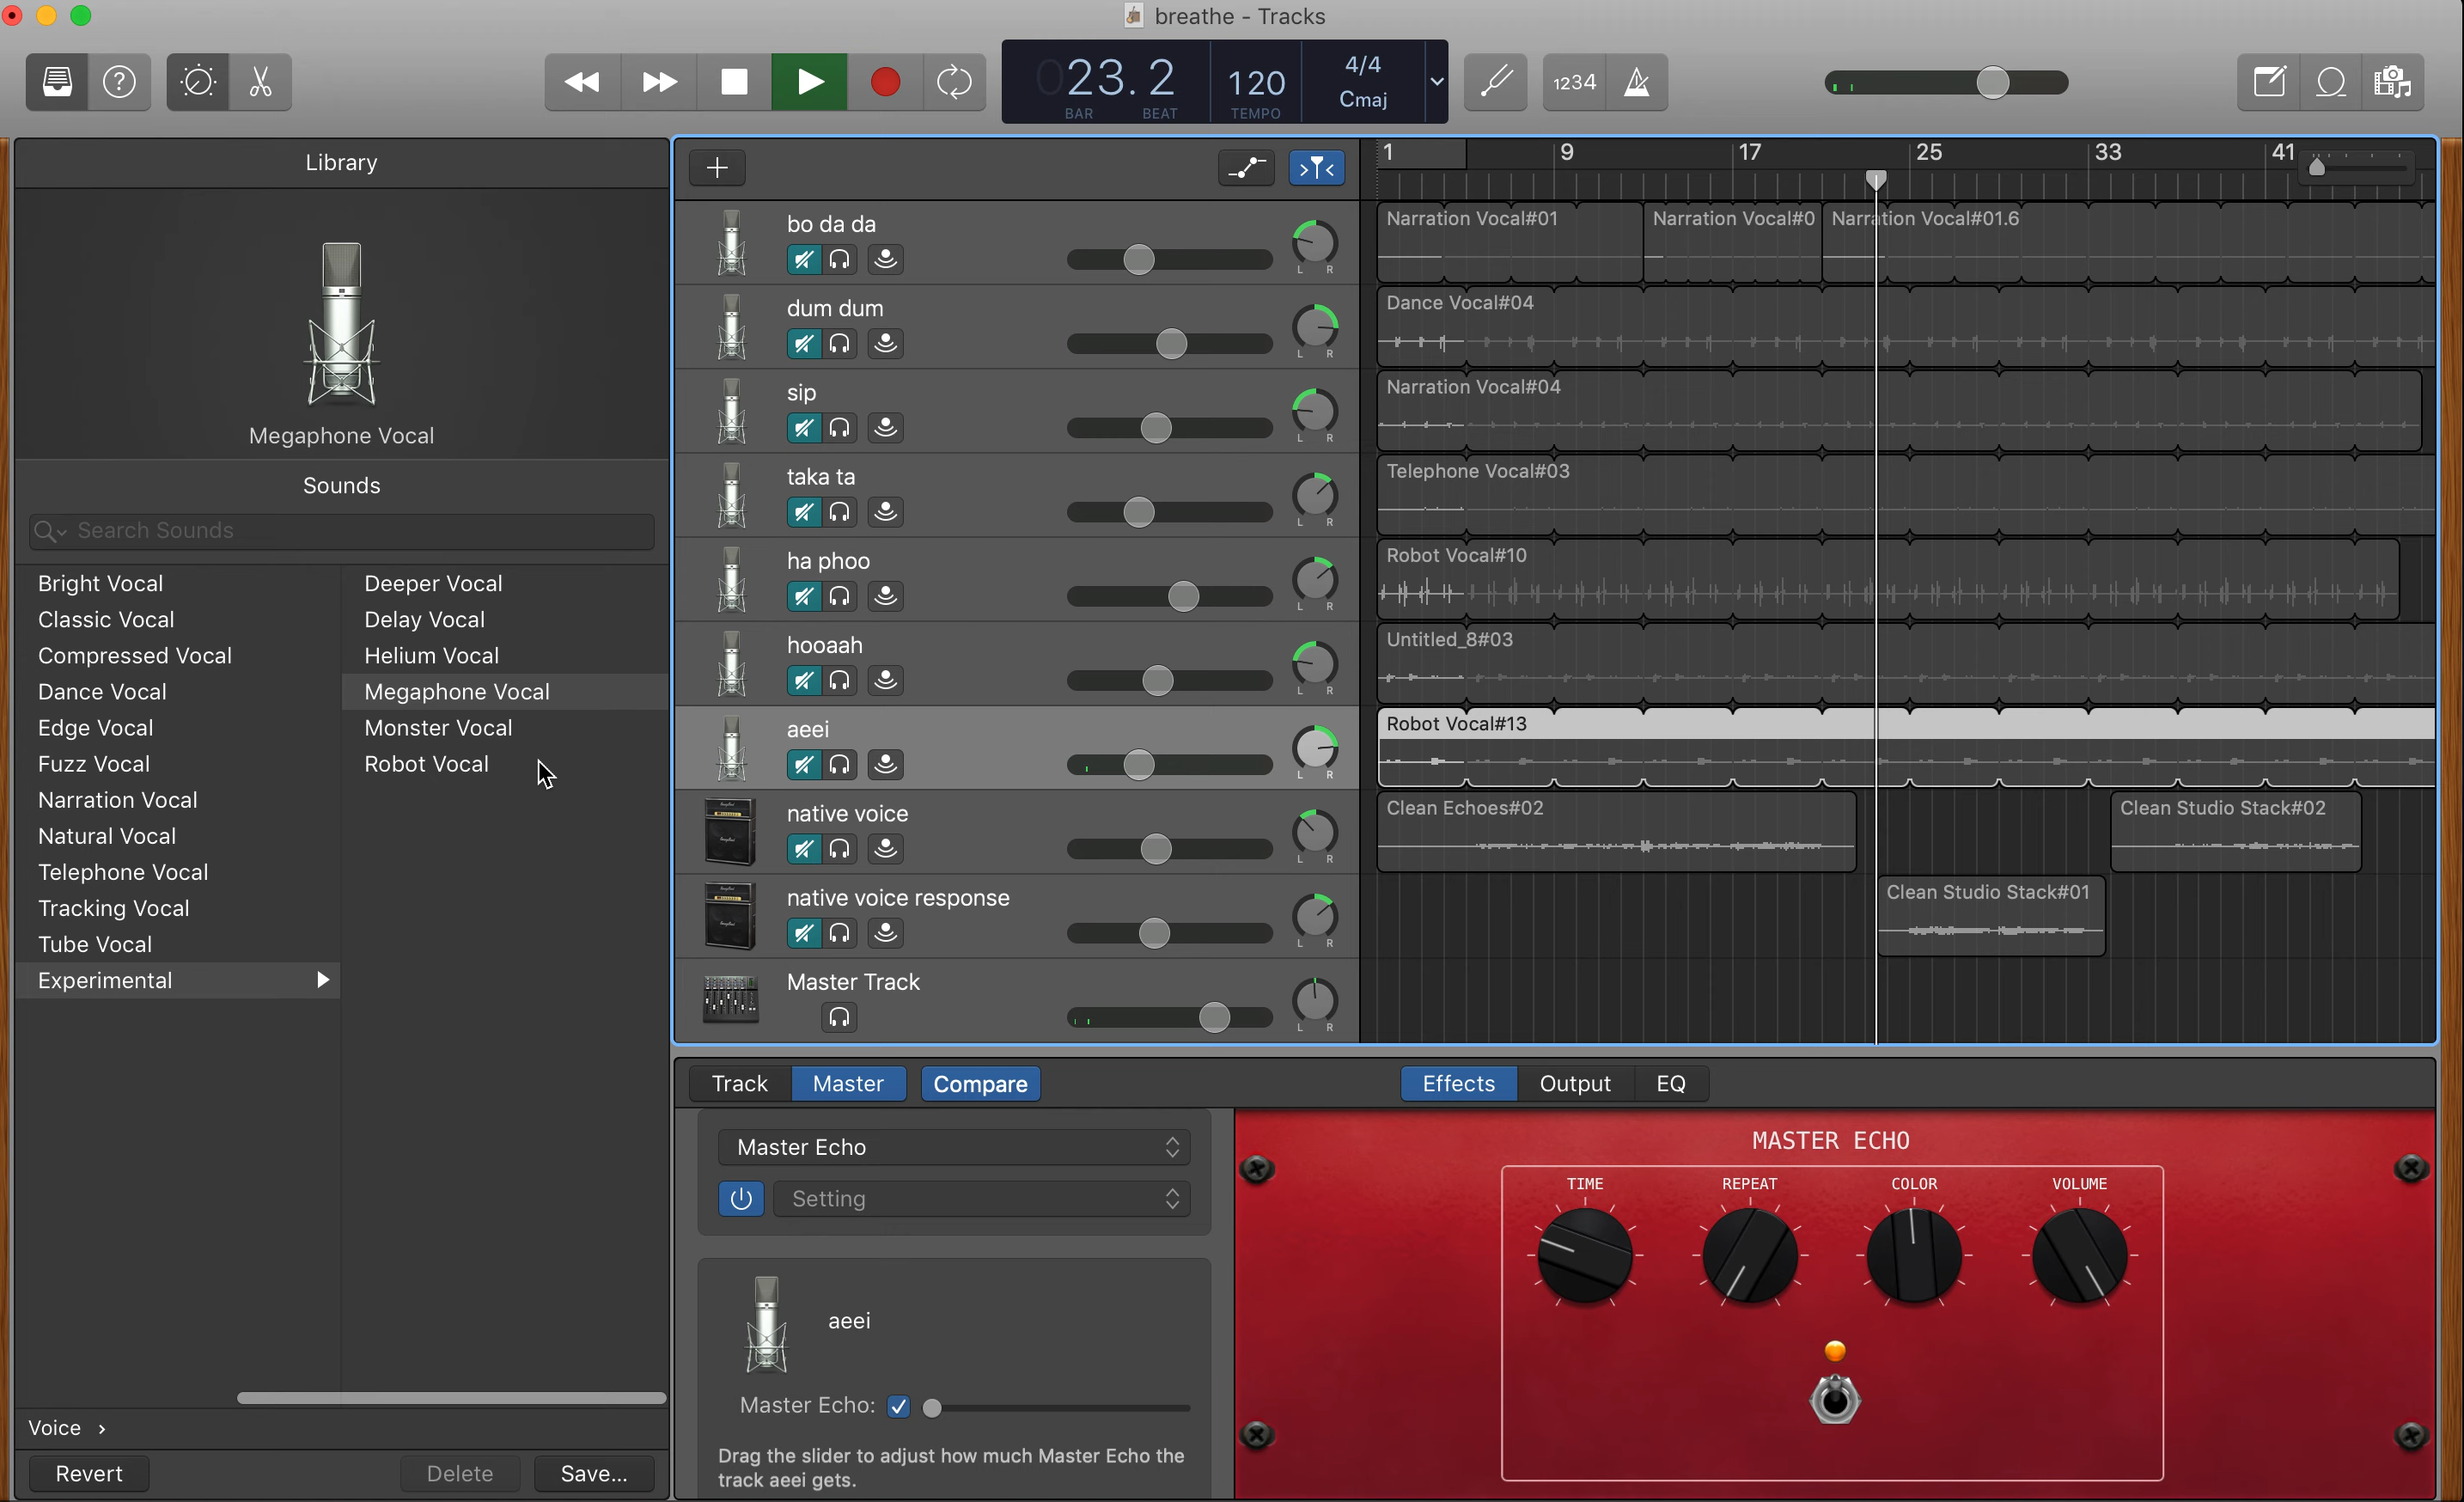 breathe - Tracks
023. 2
BAR BEAT
120
TEMPO
4/4
Cmaj
1234
Library
Megaphone Vocal
Sounds
Search Sounds
Bright Vocal
Classic Vocal
Compressed Vocal
Dance Vocal
Edge Vocal
Fuzz Vocal
Narration Vocal
Natural Vocal
Telephone Vocal
Tracking Vocal
Tube Vocal
Experimental
Deeper Vocal
Delay Vocal
Helium Vocal
Megaphone Vocal
Monster Vocal
Robot Vocal
Voice ›
Revert Delete Save...
1 9 17 25 33 41
bo da da
L R
Narration Vocal#01 Narration Vocal#0 Narration Vocal#01.6
dum dum
L R
Dance Vocal#04
sip
L R
Narration Vocal#04
taka ta
L R
Telephone Vocal#03
ha phoo
L R
Robot Vocal#10
hooaah
L R
Untitled_8#03
aeei
L R
Robot Vocal#13
native voice
L R
Clean Echoes#02 Clean Studio Stack#02
native voice response
L R
Clean Studio Stack#01
Master Track
L R
Track Master Compare
Effects Output EQ
Master Echo
Setting
aeei
Master Echo:
Drag the slider to adjust how much Master Echo the
track aeei gets.
MASTER ECHO
TIME REPEAT COLOR VOLUME